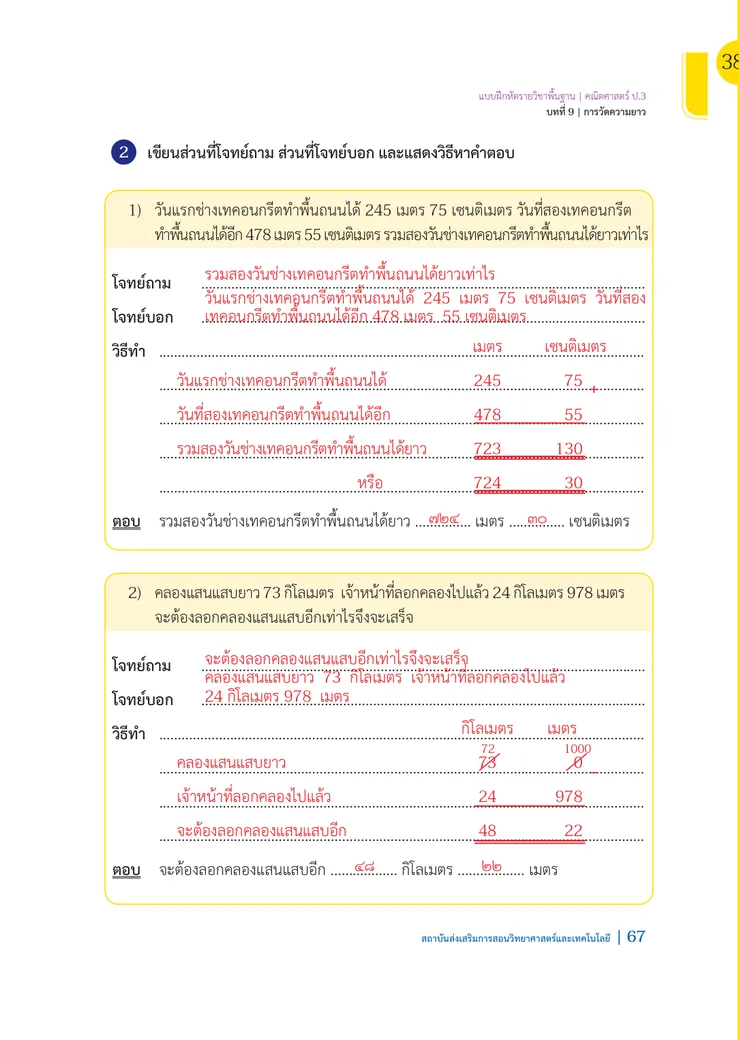 38
แบบฝึกหัดรายวิชาพื้นฐาน | คณิตศาสตร์ ป.3
บทที่ 9 | การวัดความยาว
2 เขียนส่วนที่โจทย์ถาม ส่วนที่โจทย์บอก และแสดงวิธีหาคำตอบ
1) วันแรกช่างเทคอนกรีตทำพื้นถนนได้ 245 เมตร 75 เซนติเมตร วันที่สองเทคอนกรีต
ทำพื้นถนนได้อีก 478 เมตร 55 เซนติเมตร รวมสองวันช่างเทคอนกรีตทำพื้นถนนได้ยาวเท่าไร
โจทย์ถาม รวมสองวันช่างเทคอนกรีตทำพื้นถนนได้ยาวเท่าไร
วันแรกช่างเทคอนกรีตทำพื้นถนนได้ 245 เมตร 75 เซนติเมตร วันที่สอง
โจทย์บอก เทคอนกรีตทำพื้นถนนได้อีก 478 เมตร 55 เซนติเมตร
วิธีทำ เมตร เซนติเมตร
วันแรกช่างเทคอนกรีตทำพื้นถนนได้ 245 75 +
วันที่สองเทคอนกรีตทำพื้นถนนได้อีก 478 55
รวมสองวันช่างเทคอนกรีตทำพื้นถนนได้ยาว 723 130
หรือ 724 30
ตอบ รวมสองวันช่างเทคอนกรีตทำพื้นถนนได้ยาว ๗๒๔ เมตร ๓๐ เซนติเมตร
2) คลองแสนแสบยาว 73 กิโลเมตร เจ้าหน้าที่ลอกคลองไปแล้ว 24 กิโลเมตร 978 เมตร
จะต้องลอกคลองแสนแสบอีกเท่าไรจึงจะเสร็จ
โจทย์ถาม จะต้องลอกคลองแสนแสบอีกเท่าไรจึงจะเสร็จ
คลองแสนแสบยาว 73 กิโลเมตร เจ้าหน้าที่ลอกคลองไปแล้ว
โจทย์บอก 24 กิโลเมตร 978 เมตร
วิธีทำ กิโลเมตร เมตร
72 1000
คลองแสนแสบยาว 73 0 -
เจ้าหน้าที่ลอกคลองไปแล้ว 24 978
จะต้องลอกคลองแสนแสบอีก 48 22
ตอบ จะต้องลอกคลองแสนแสบอีก ๔๘ กิโลเมตร ๒๒ เมตร
สถาบันส่งเสริมการสอนวิทยาศาสตร์และเทคโนโลยี | 67